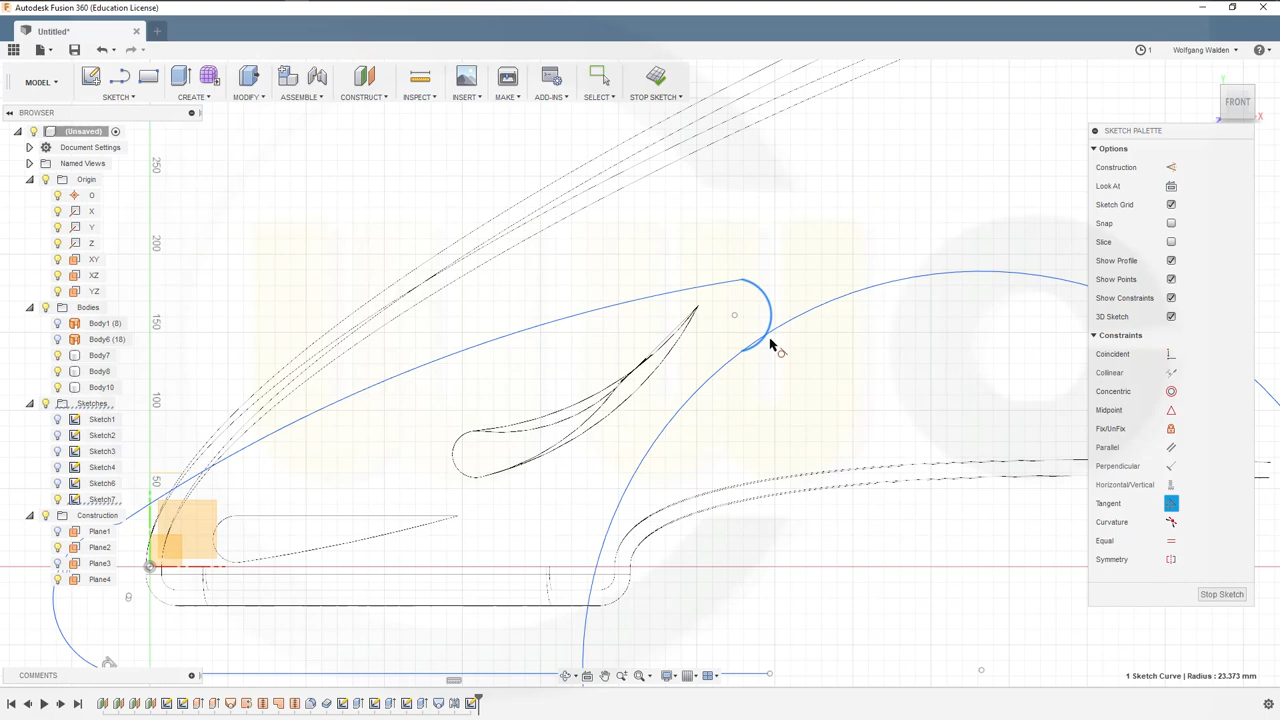 Autodesk Fusion 360 (Education License)
Untitled*
1
Wolfgang Walden
MODEL
SKETCH
CREATE
MODIFY
ASSEMBLE
CONSTRUCT
INSPECT
INSERT
MAKE
ADD-INS
SELECT
STOP SKETCH
BROWSER
(Unsaved)
Document Settings
Named Views
Origin
O
X
Y
Z
XY
XZ
YZ
Bodies
Body1 (8)
Body6 (18)
Body7
Body8
Body10
Sketches
Sketch1
Sketch2
Sketch3
Sketch4
Sketch6
Sketch7
Construction
Plane1
Plane2
Plane3
Plane4
250
200
150
100
50
Y
FRONT
X
SKETCH PALETTE
Options
Construction
Look At
Sketch Grid
Snap
Slice
Show Profile
Show Points
Show Constraints
3D Sketch
Constraints
Coincident
Collinear
Concentric
Midpoint
Fix/UnFix
Parallel
Perpendicular
Horizontal/Vertical
Tangent
Curvature
Equal
Symmetry
Stop Sketch
COMMENTS
1 Sketch Curve | Radius : 23.373 mm